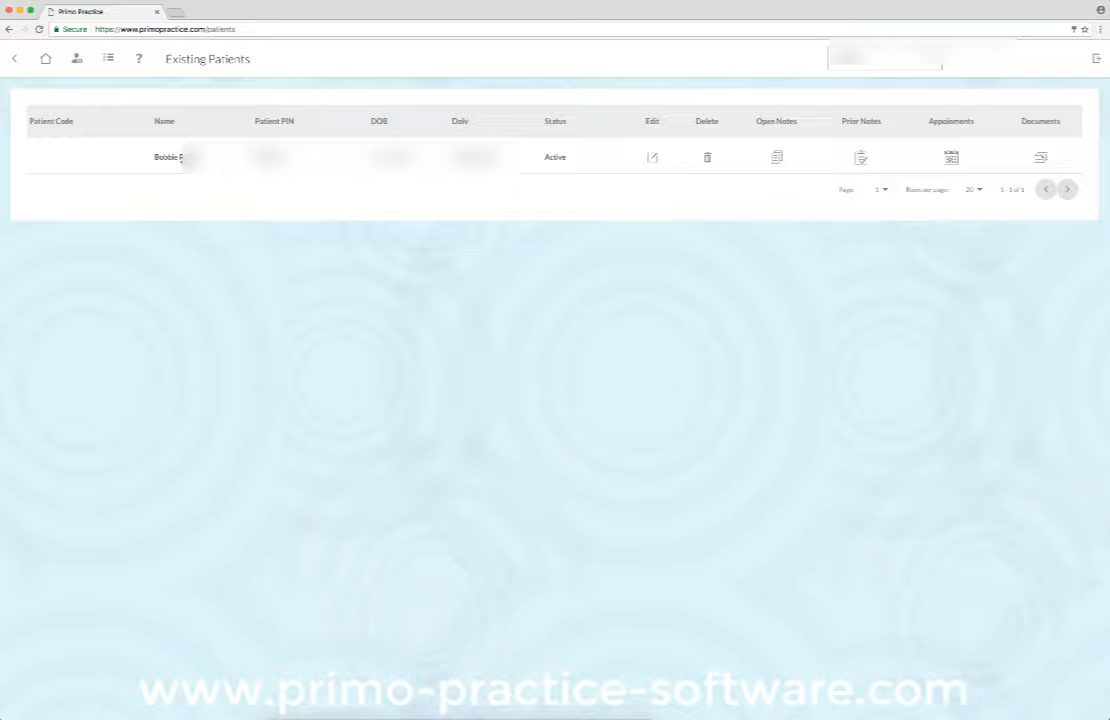 Primo Practice
Secure https://www.primopractice.com/patients
? Existing Patients
Patient Code Name Patient PIN DOB Dolv Status Edit Delete Open Notes Prior Notes Appointments Documents
Bobbie Active
Page: 1 Rows per page: 20 1 - 1 of 1
www.primo-practice-software.com